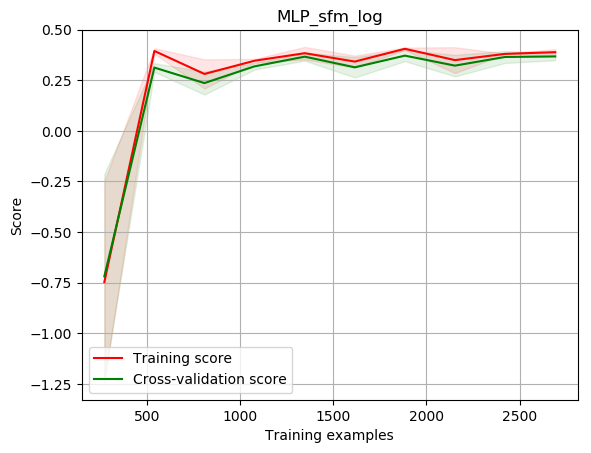 MLP_sfm_log
0.50
0.25
0.00
−0.25
−0.50
−0.75
−1.00
−1.25
Score
Training score
Cross-validation score
500
1000
1500
2000
2500
Training examples